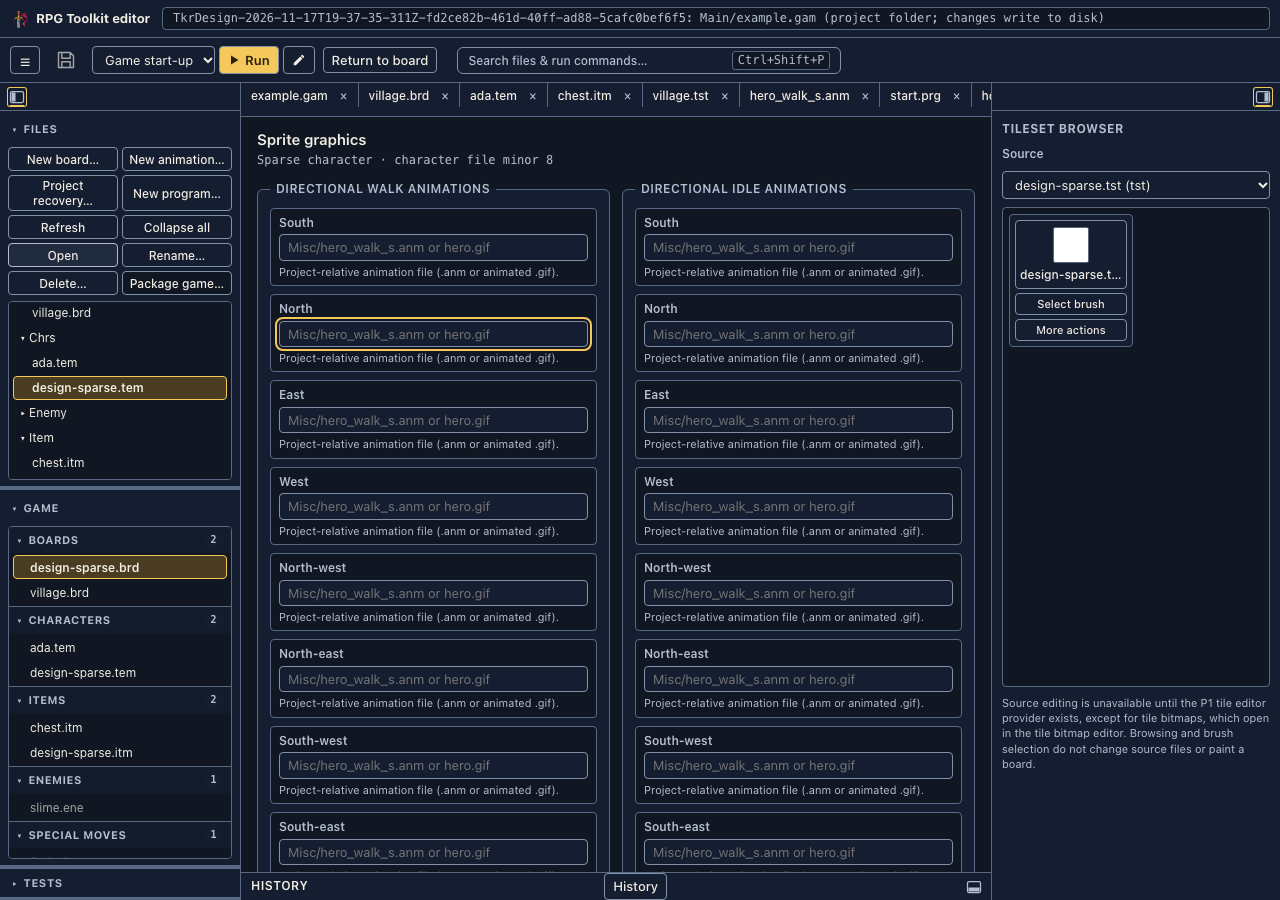 RPG Toolkit editor
TkrDesign-2026-11-17T19-37-35-311Z-fd2ce82b-461d-40ff-ad88-5cafc0bef6f5: Main/example.gam (project folder; changes write to disk)
Game start-up
Run
Return to board
Search files & run commands...
Ctrl+Shift+P
FILES
New board...
New animation...
Project recovery...
New program...
Refresh
Collapse all
Open
Rename...
Delete...
Package game...
village.brd
Chrs
ada.tem
design-sparse.tem
Enemy
Item
chest.itm
GAME
BOARDS 2
design-sparse.brd
village.brd
CHARACTERS 2
ada.tem
design-sparse.tem
ITEMS 2
chest.itm
design-sparse.itm
ENEMIES 1
slime.ene
SPECIAL MOVES 1
TESTS
example.gam ×
village.brd ×
ada.tem ×
chest.itm ×
village.tst ×
hero_walk_s.anm ×
start.prg ×
Sprite graphics
Sparse character · character file minor 8
DIRECTIONAL WALK ANIMATIONS
South
Misc/hero_walk_s.anm or hero.gif
Project-relative animation file (.anm or animated .gif).
North
Misc/hero_walk_s.anm or hero.gif
Project-relative animation file (.anm or animated .gif).
East
Misc/hero_walk_s.anm or hero.gif
Project-relative animation file (.anm or animated .gif).
West
Misc/hero_walk_s.anm or hero.gif
Project-relative animation file (.anm or animated .gif).
North-west
Misc/hero_walk_s.anm or hero.gif
Project-relative animation file (.anm or animated .gif).
North-east
Misc/hero_walk_s.anm or hero.gif
Project-relative animation file (.anm or animated .gif).
South-west
Misc/hero_walk_s.anm or hero.gif
Project-relative animation file (.anm or animated .gif).
South-east
Misc/hero_walk_s.anm or hero.gif
DIRECTIONAL IDLE ANIMATIONS
South
Misc/hero_walk_s.anm or hero.gif
Project-relative animation file (.anm or animated .gif).
North
Misc/hero_walk_s.anm or hero.gif
Project-relative animation file (.anm or animated .gif).
East
Misc/hero_walk_s.anm or hero.gif
Project-relative animation file (.anm or animated .gif).
West
Misc/hero_walk_s.anm or hero.gif
Project-relative animation file (.anm or animated .gif).
North-west
Misc/hero_walk_s.anm or hero.gif
Project-relative animation file (.anm or animated .gif).
North-east
Misc/hero_walk_s.anm or hero.gif
Project-relative animation file (.anm or animated .gif).
South-west
Misc/hero_walk_s.anm or hero.gif
Project-relative animation file (.anm or animated .gif).
South-east
Misc/hero_walk_s.anm or hero.gif
HISTORY
History
TILESET BROWSER
Source
design-sparse.tst (tst)
design-sparse.t...
Select brush
More actions
Source editing is unavailable until the P1 tile editor
provider exists, except for tile bitmaps, which open
in the tile bitmap editor. Browsing and brush
selection do not change source files or paint a
board.